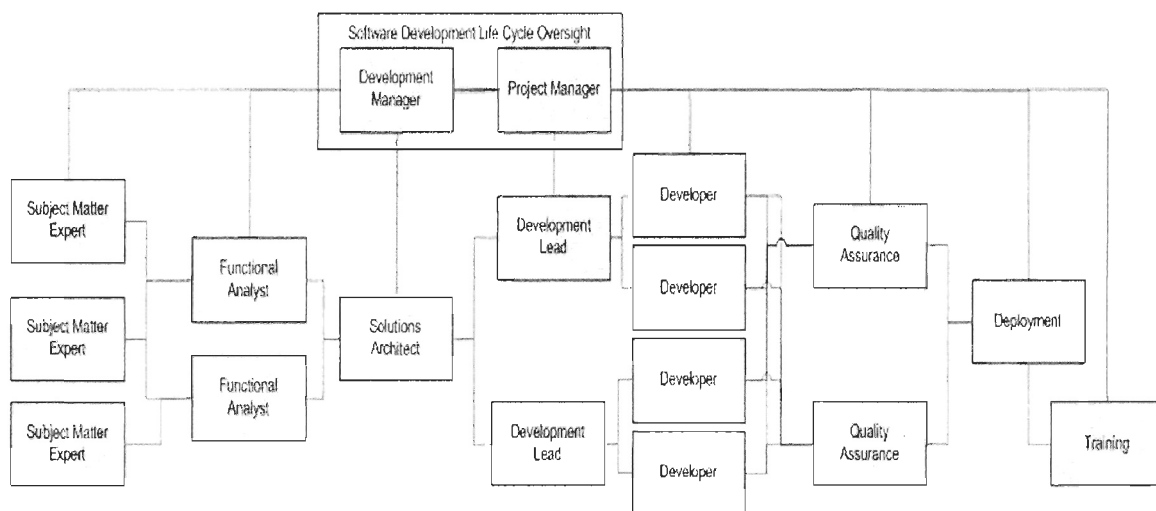 Software Development Life Cycle Oversight
Development
Manager
Project Manager
Subject Matter
Expert
Subject Matter
Expert
Subject Matter
Expert
Functional
Analyst
Functional
Analyst
Solutions
Architect
Development
Lead
Development
Lead
Developer
Developer
Developer
Developer
Quality
Assurance
Quality
Assurance
Deployment
Training